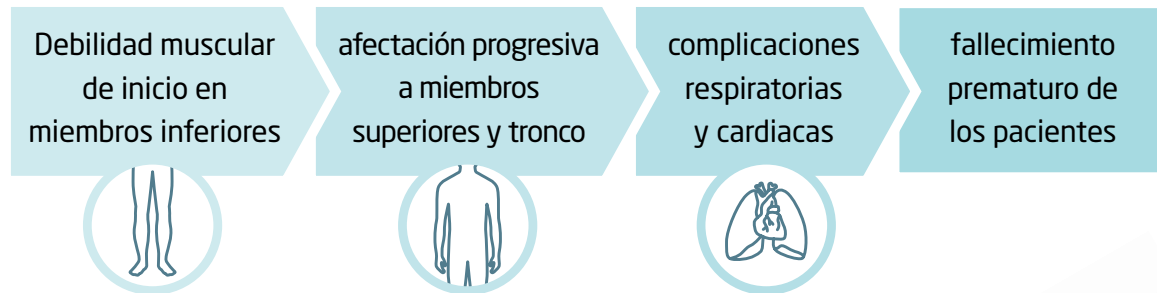 Debilidad muscular
de inicio en
miembros inferiores
afectación progresiva
a miembros
superiores y tronco
complicaciones
respiratorias
y cardiacas
fallecimiento
prematuro de
los pacientes